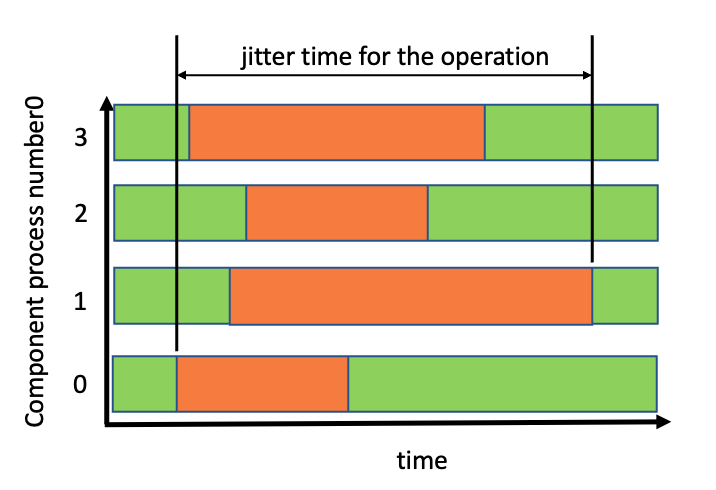 jitter time for the operation
Component process number0
3
2
1
0
time